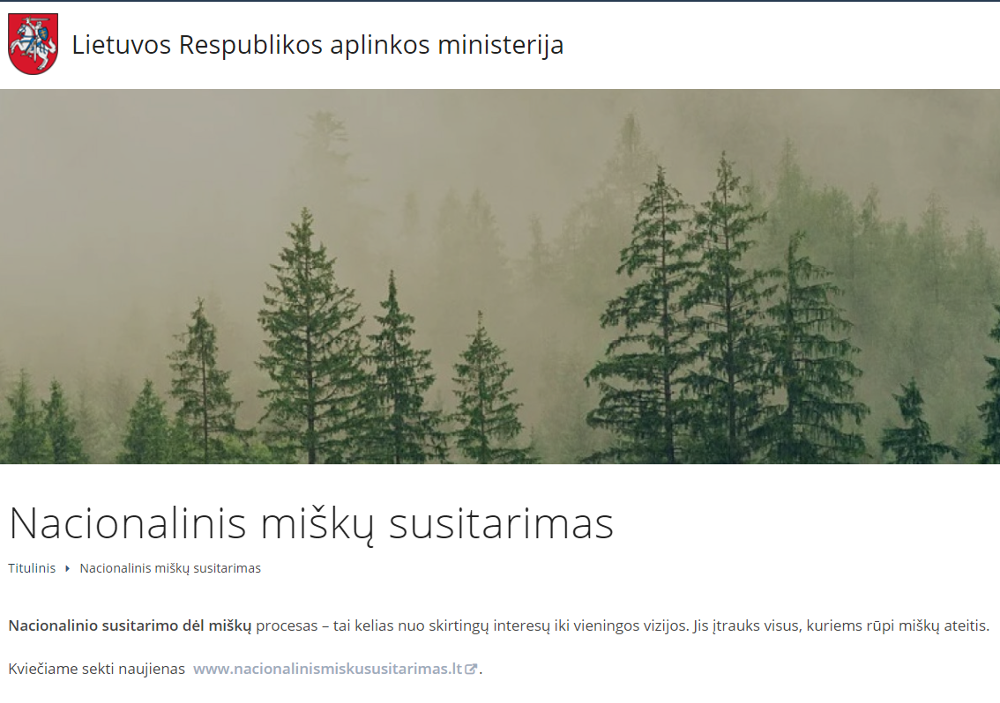 Lietuvos Respublikos aplinkos ministerija
Nacionalinis miškų susitarimas
Titulinis Nacionalinis miškų susitarimas
Nacionalinio susitarimo dėl miškų procesas – tai kelias nuo skirtingų interesų iki vieningos vizijos. Jis įtrauks visus, kuriems rūpi miškų ateitis.
Kviečiame sekti naujienas www.nacionalinismiskususitarimas.lt.